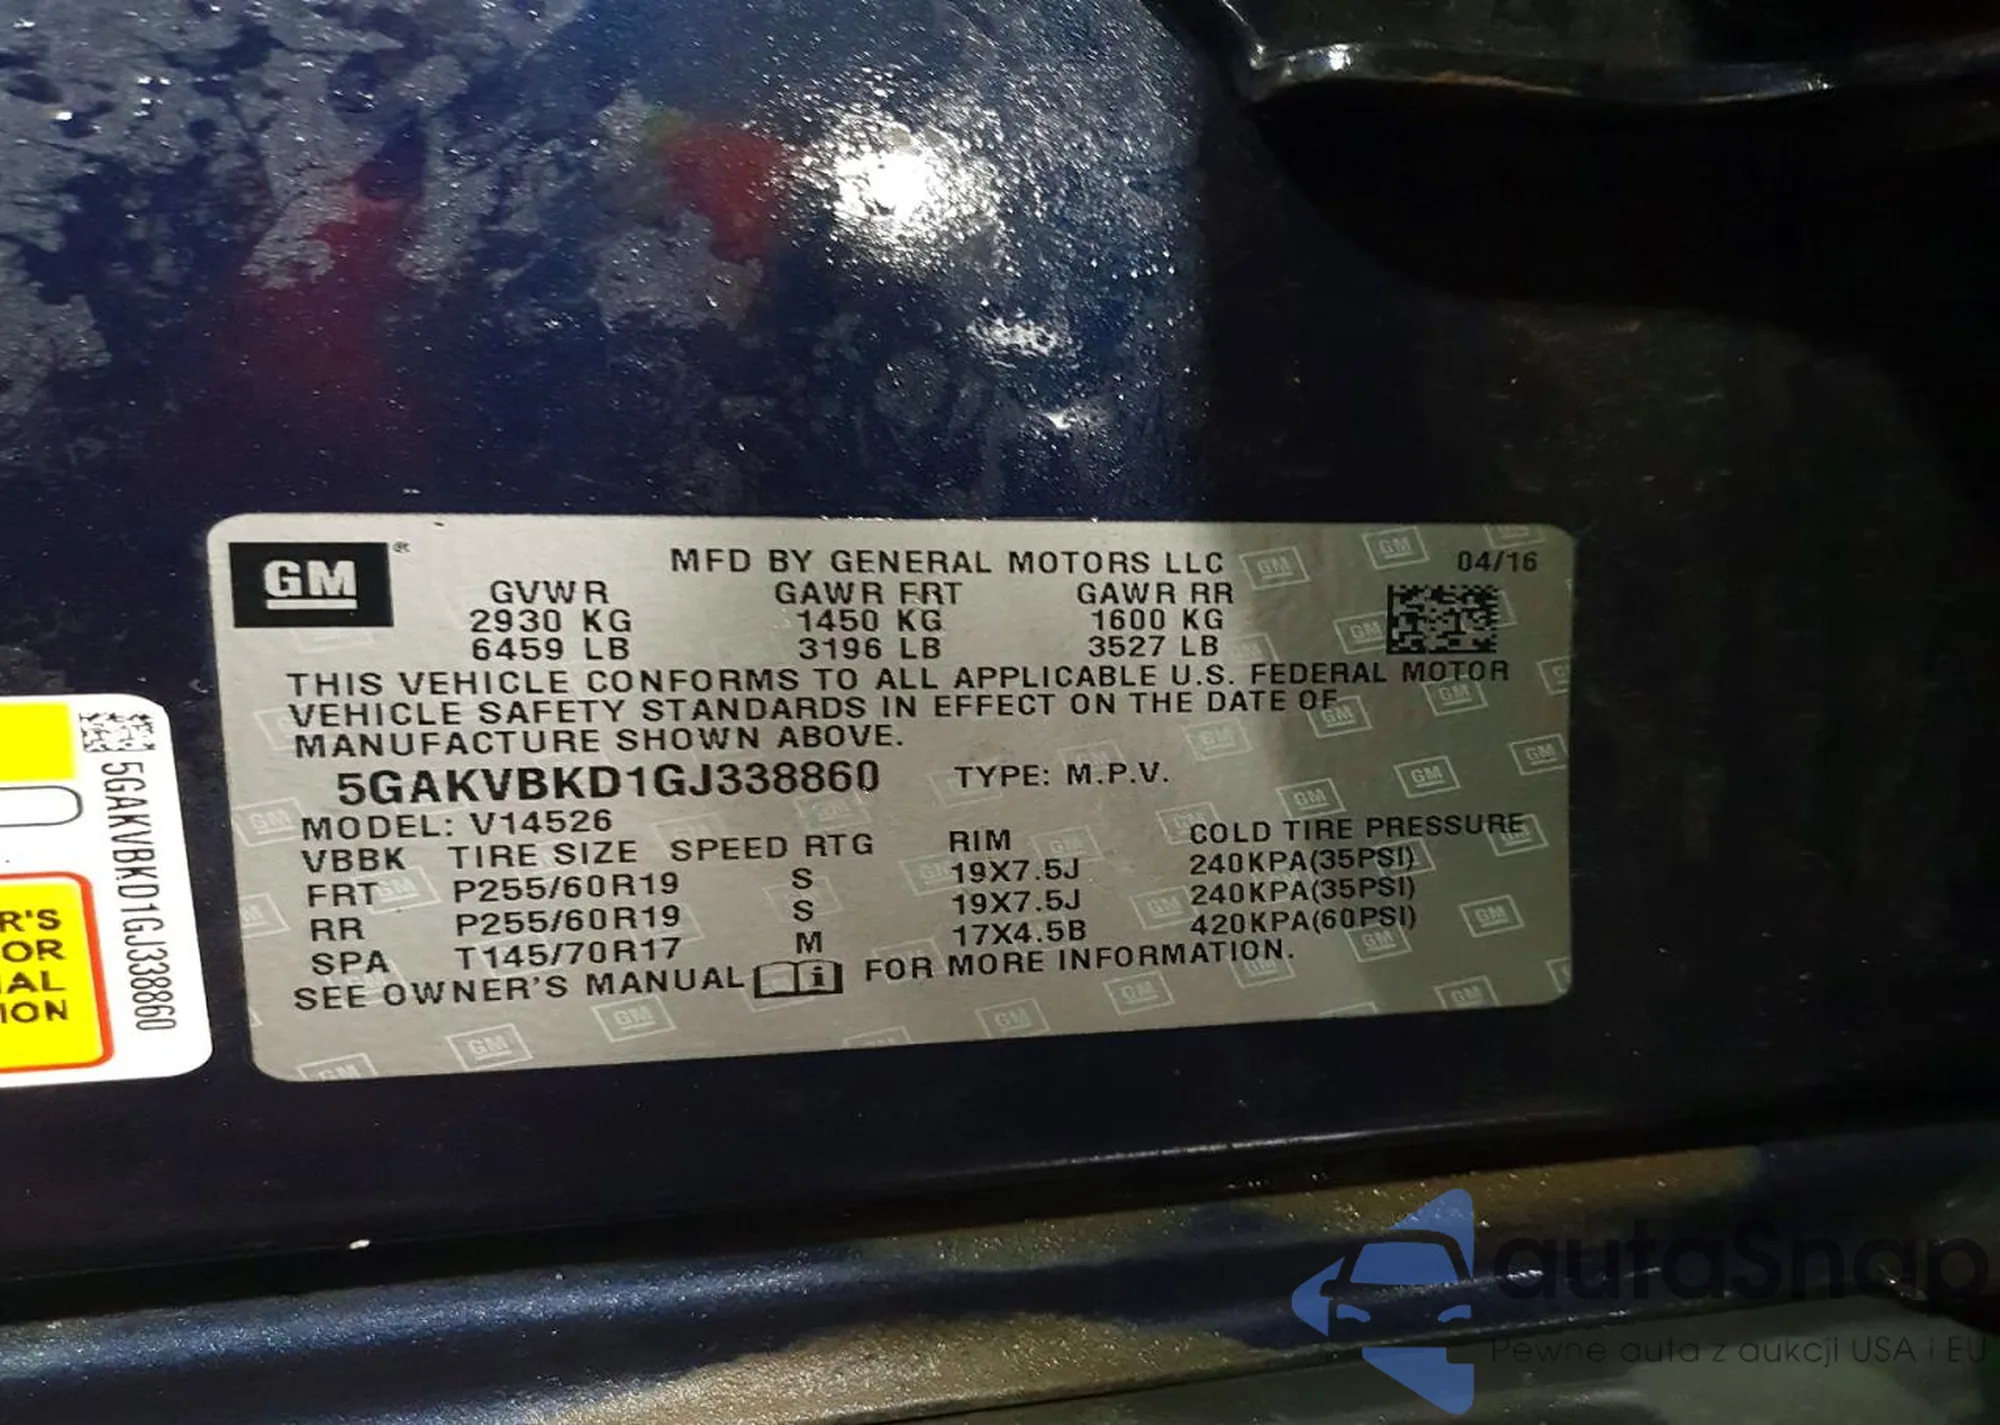 GM ®
MFD BY GENERAL MOTORS LLC 04/16
GVWR GAWR FRT GAWR RR
2930 KG 1450 KG 1600 KG
6459 LB 3196 LB 3527 LB
THIS VEHICLE CONFORMS TO ALL APPLICABLE U.S. FEDERAL MOTOR
VEHICLE SAFETY STANDARDS IN EFFECT ON THE DATE OF
MANUFACTURE SHOWN ABOVE.
5GAKVBKD1GJ338860 TYPE: M.P.V.
MODEL: V14526
VBBK TIRE SIZE SPEED RTG RIM COLD TIRE PRESSURE
FRT P255/60R19 S 19X7.5J 240KPA(35PSI)
RR P255/60R19 S 19X7.5J 240KPA(35PSI)
SPA T145/70R17 M 17X4.5B 420KPA(60PSI)
SEE OWNER'S MANUAL i FOR MORE INFORMATION.
5GAKVBKD1GJ338860
R'S
OR
AL
ION
autaSnap
Pewne auta z aukcji USA i EU